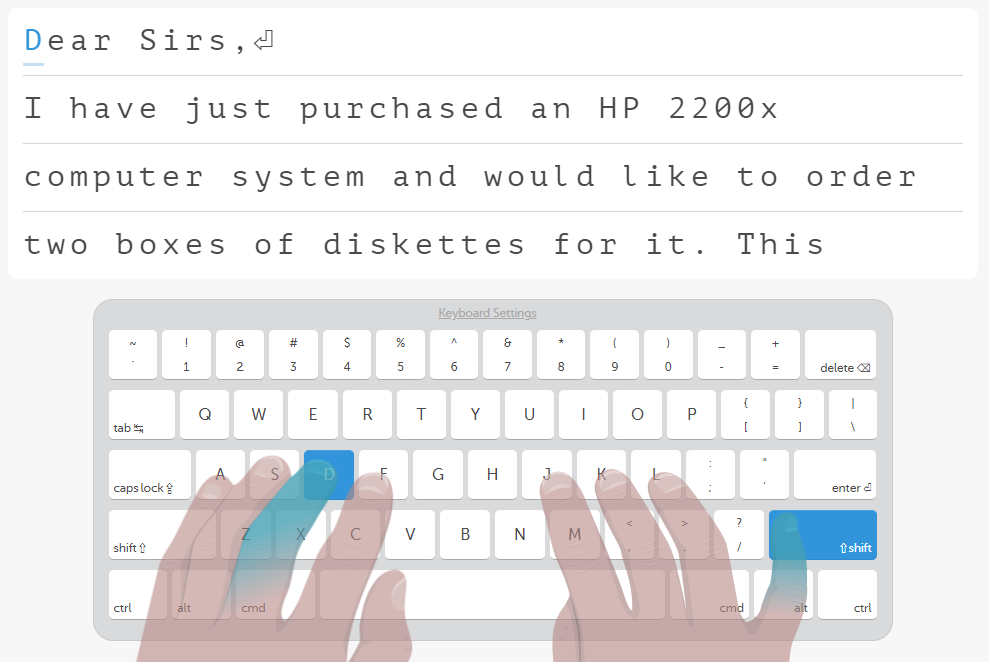 Dear Sirs,⏎
I have just purchased an HP 2200x
computer system and would like to order
two boxes of diskettes for it. This
Keyboard Settings
~ ! @ # $ % ^ & * ( ) _ +
` 1 2 3 4 5 6 7 8 9 0 - = delete ⌫
{ } |
tab ↹ Q W E R T Y U I O P [ ] \
: "
caps lock ⇪ A S D F G H J K L ; ' enter ⏎
< > ?
shift ⇧ Z X C V B N M , . / ⇧ shift
ctrl alt cmd cmd alt ctrl